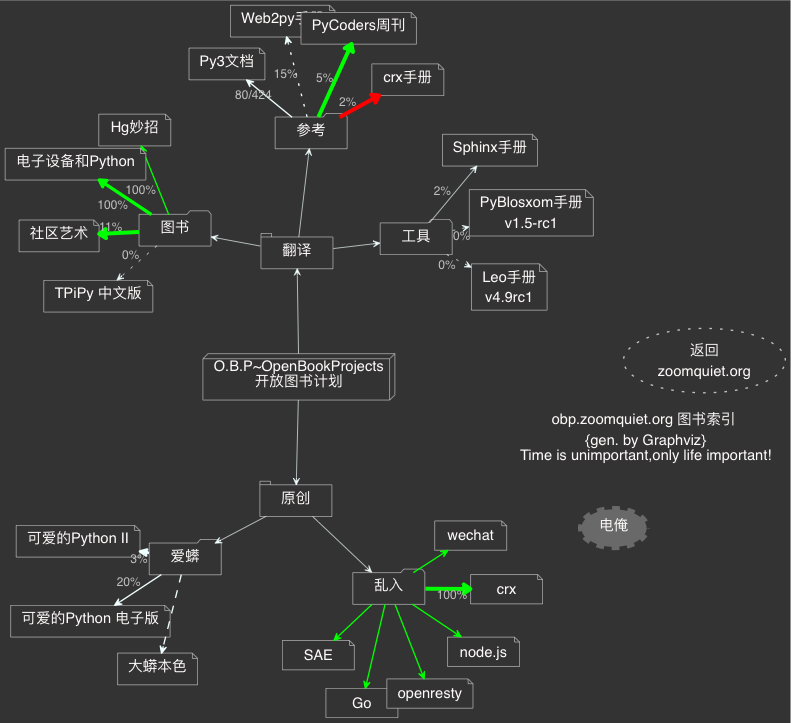 Web2py手册
PyCoders周刊
Py3文档
15%
5%
crx手册
80/424
2%
参考
Hg妙招
电子设备和Python
100%
100%
社区艺术
11%
图书
0%
TPiPy 中文版
翻译
Sphinx手册
2%
PyBlosxom手册
v1.5-rc1
工具
0%
0%
Leo手册
v4.9rc1
O.B.P~OpenBookProjects
开放图书计划
返回
zoomquiet.org
obp.zoomquiet.org 图书索引
{gen. by Graphviz}
Time is unimportant,only life important!
电俺
原创
可爱的Python II
3%
爱蟒
20%
可爱的Python 电子版
大蟒本色
wechat
乱入
100%
crx
SAE
node.js
Go
openresty